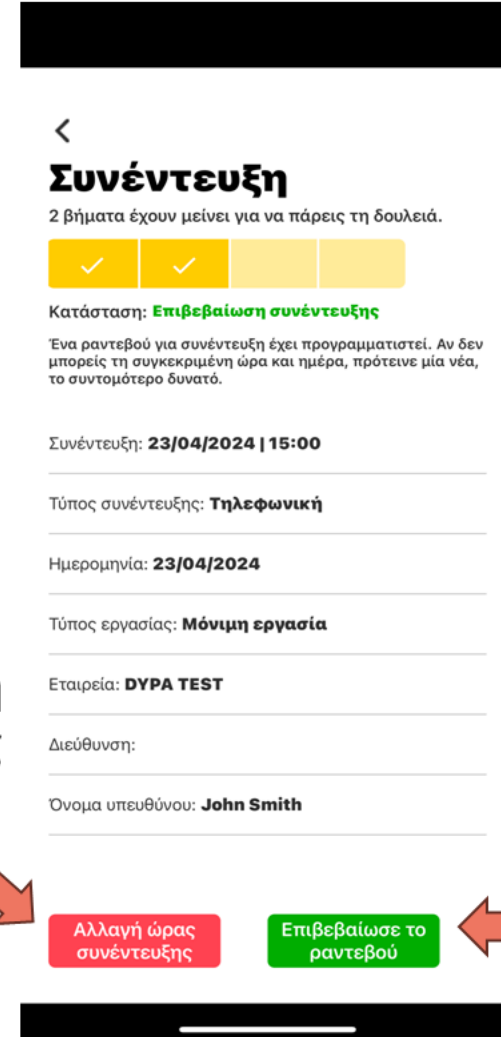 Συνέντευξη
2 βήματα έχουν μείνει για να πάρεις τη δουλειά.
Κατάσταση: Επιβεβαίωση συνέντευξης
Ένα ραντεβού για συνέντευξη έχει προγραμματιστεί. Αν δεν
μπορείς τη συγκεκριμένη ώρα και ημέρα, πρότεινε μία νέα,
το συντομότερο δυνατό.
Συνέντευξη: 23/04/2024 | 15:00
Τύπος συνέντευξης: Τηλεφωνική
Ημερομηνία: 23/04/2024
Τύπος εργασίας: Μόνιμη εργασία
Εταιρεία: DYPA TEST
Διεύθυνση:
Όνομα υπευθύνου: John Smith
Αλλαγή ώρας
συνέντευξης
Επιβεβαίωσε το
ραντεβού